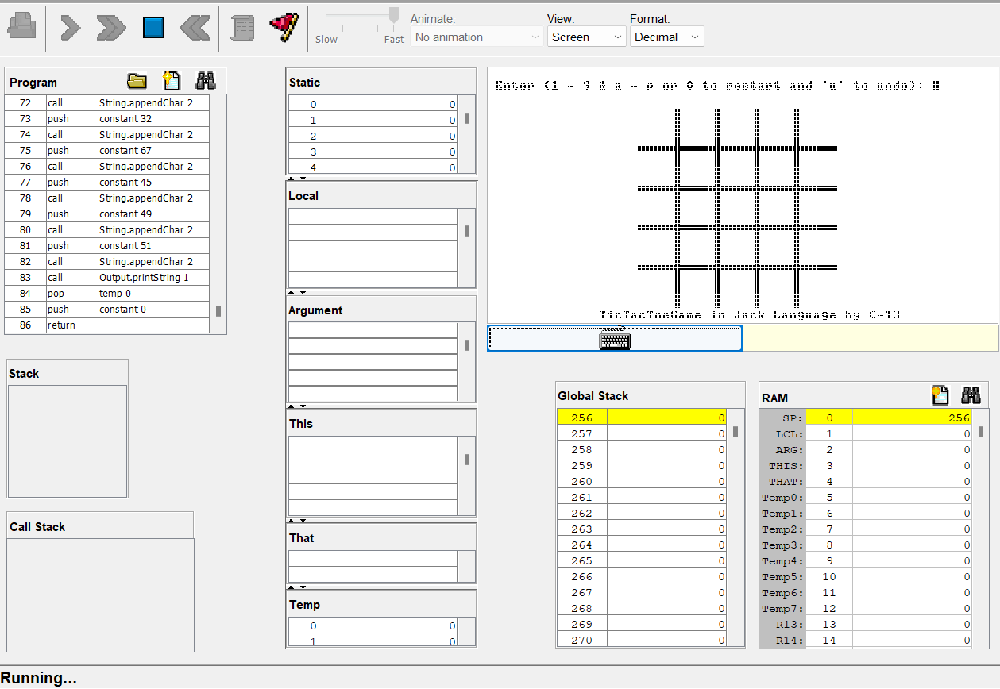 Slow Fast
Animate:
No animation
View:
Screen
Format:
Decimal
Program
72 call String.appendChar 2
73 push constant 32
74 call String.appendChar 2
75 push constant 67
76 call String.appendChar 2
77 push constant 45
78 call String.appendChar 2
79 push constant 49
80 call String.appendChar 2
81 push constant 51
82 call String.appendChar 2
83 call Output.printString 1
84 pop temp 0
85 push constant 0
86 return
Stack
Call Stack
Static
0 0
1 0
2 0
3 0
4 0
Local
Argument
This
That
Temp
0 0
1 0
Enter (1 - 9 & a - p or 0 to restart and 'u' to undo):
TicTacToeGame in Jack Language by C-13
Global Stack
256 0
257 0
258 0
259 0
260 0
261 0
262 0
263 0
264 0
265 0
266 0
267 0
268 0
269 0
270 0
RAM
SP: 0 256
LCL: 1 0
ARG: 2 0
THIS: 3 0
THAT: 4 0
Temp0: 5 0
Temp1: 6 0
Temp2: 7 0
Temp3: 8 0
Temp4: 9 0
Temp5: 10 0
Temp6: 11 0
Temp7: 12 0
R13: 13 0
R14: 14 0
Running...